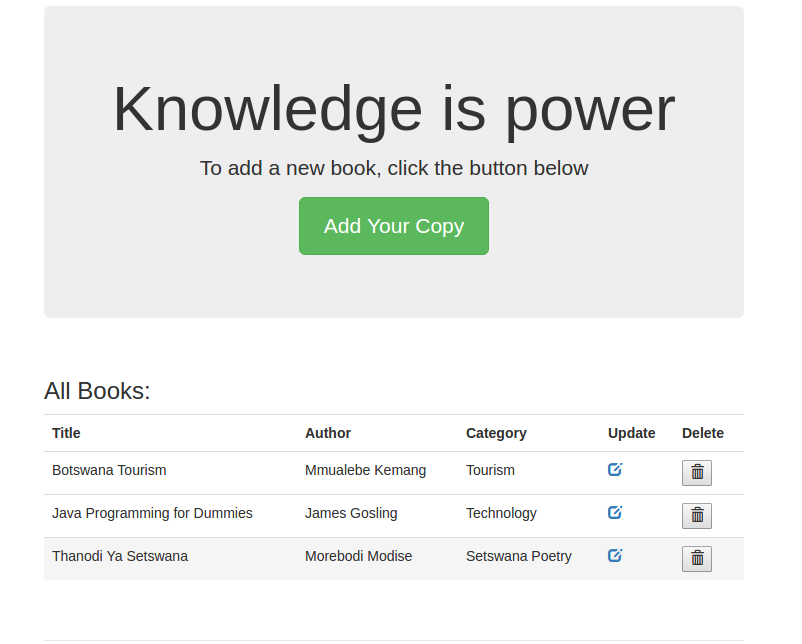 Knowledge is power
To add a new book, click the button below
Add Your Copy
All Books:
Title Author Category Update Delete
Botswana Tourism Mmualebe Kemang Tourism
Java Programming for Dummies James Gosling Technology
Thanodi Ya Setswana Morebodi Modise Setswana Poetry